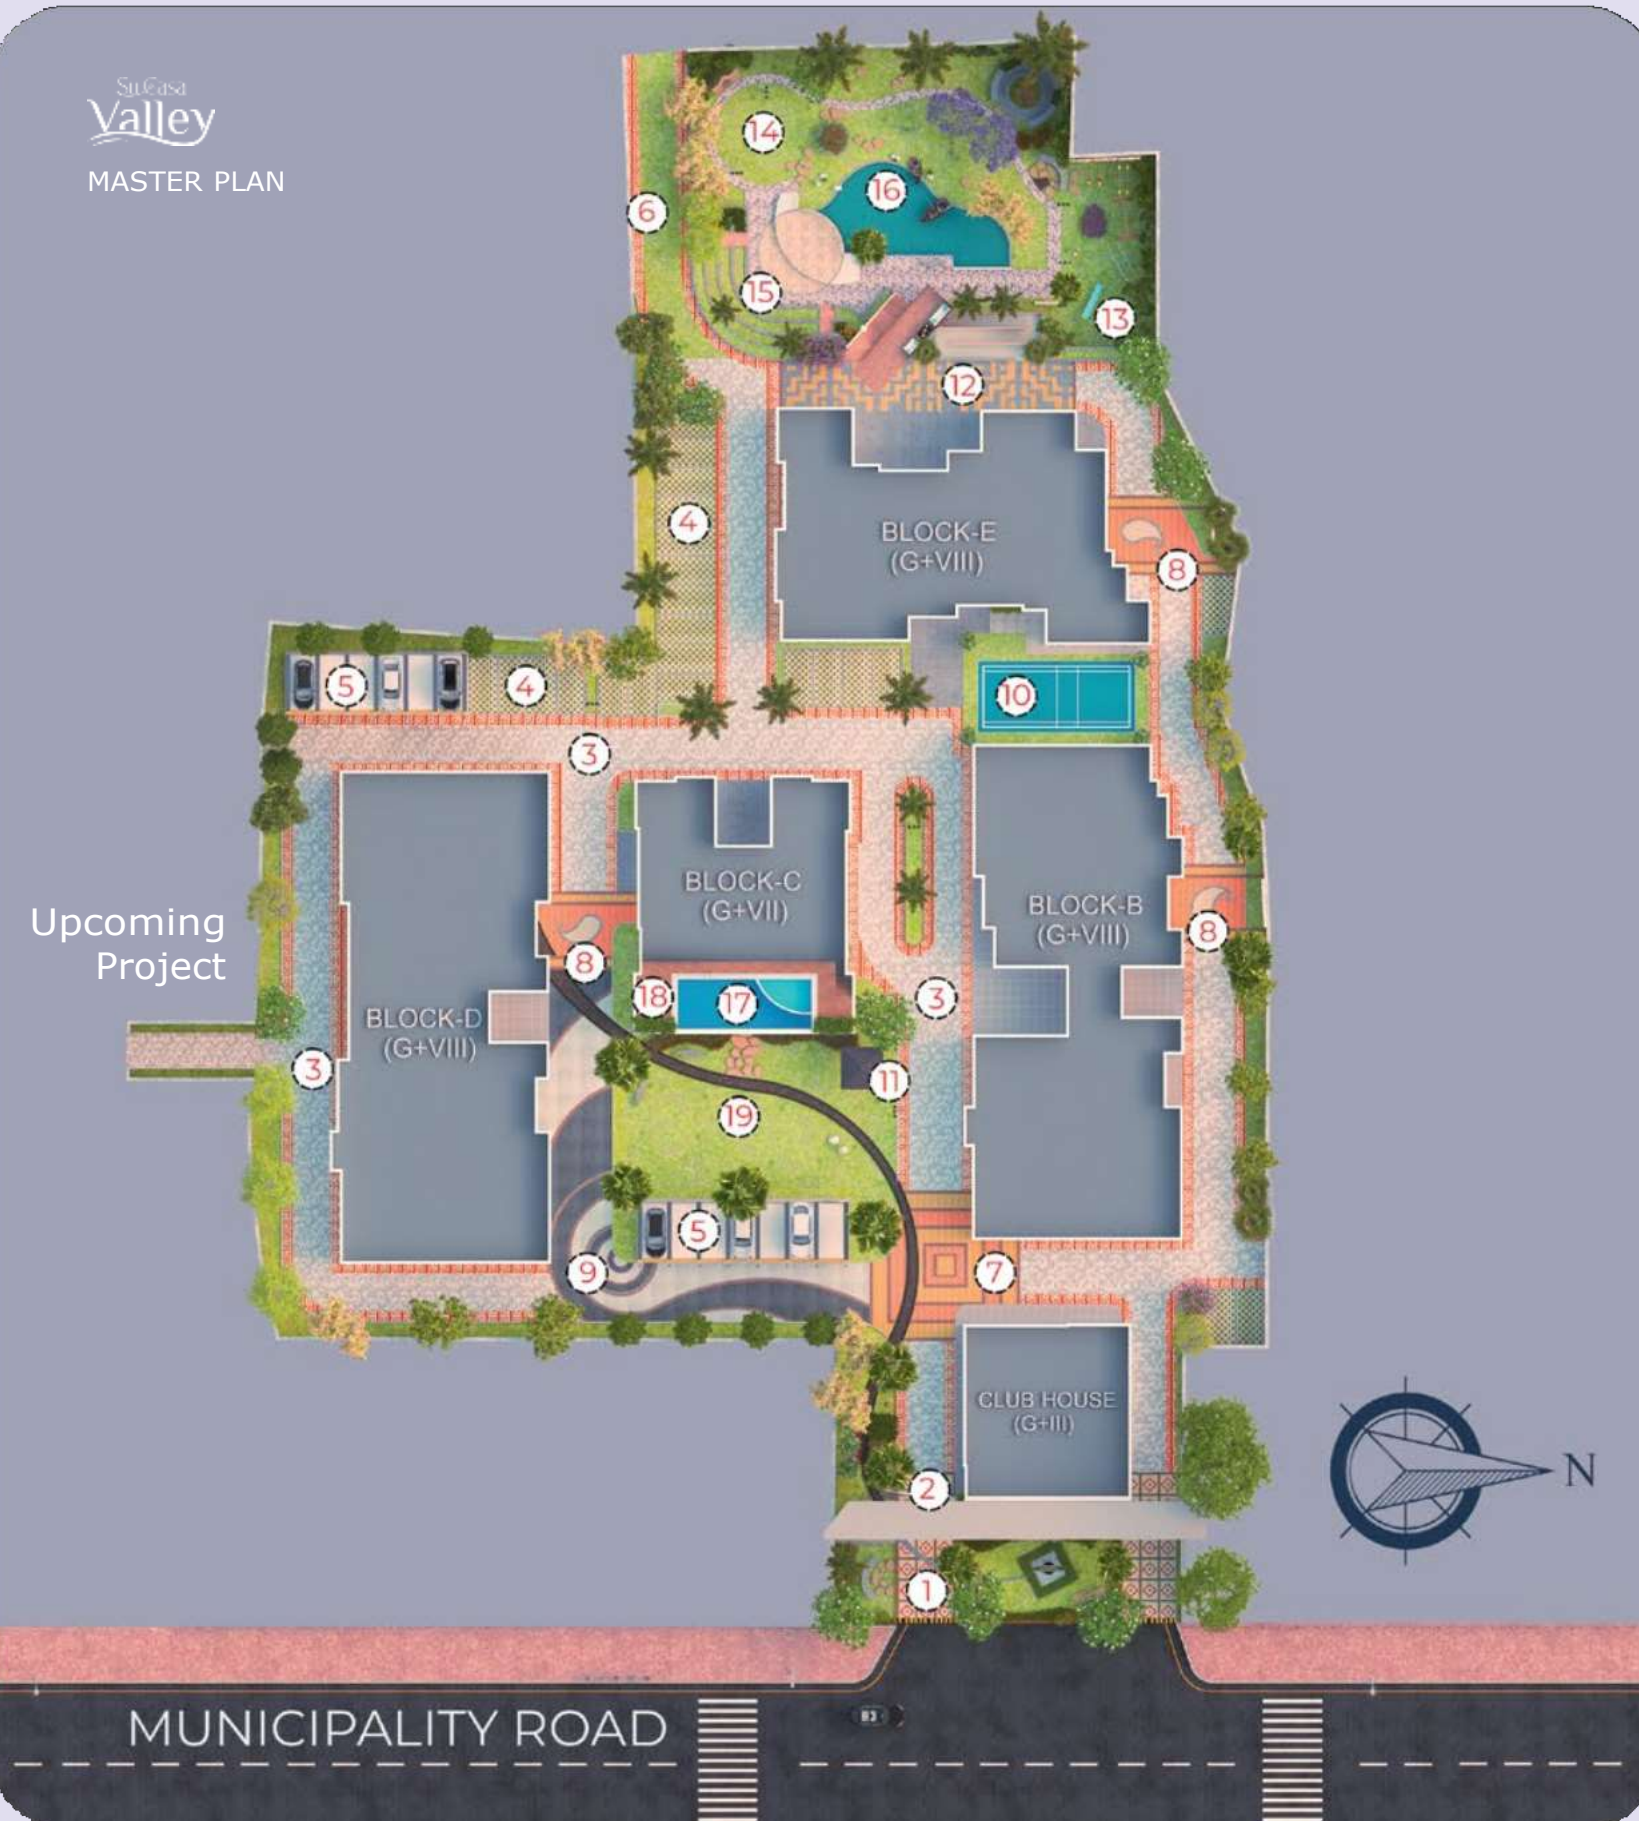 Su Casa
Valley
MASTER PLAN
14
16
6
15
13
12
4
BLOCK-E
(G+VIII)
8
5
4
10
3
BLOCK-C
(G+VII)
BLOCK-B
(G+VIII)
Upcoming
Project
8
8
18
17
3
BLOCK-D
(G+VIII)
3
11
19
5
9
7
CLUB HOUSE
(G+III)
N
2
1
MUNICIPALITY ROAD